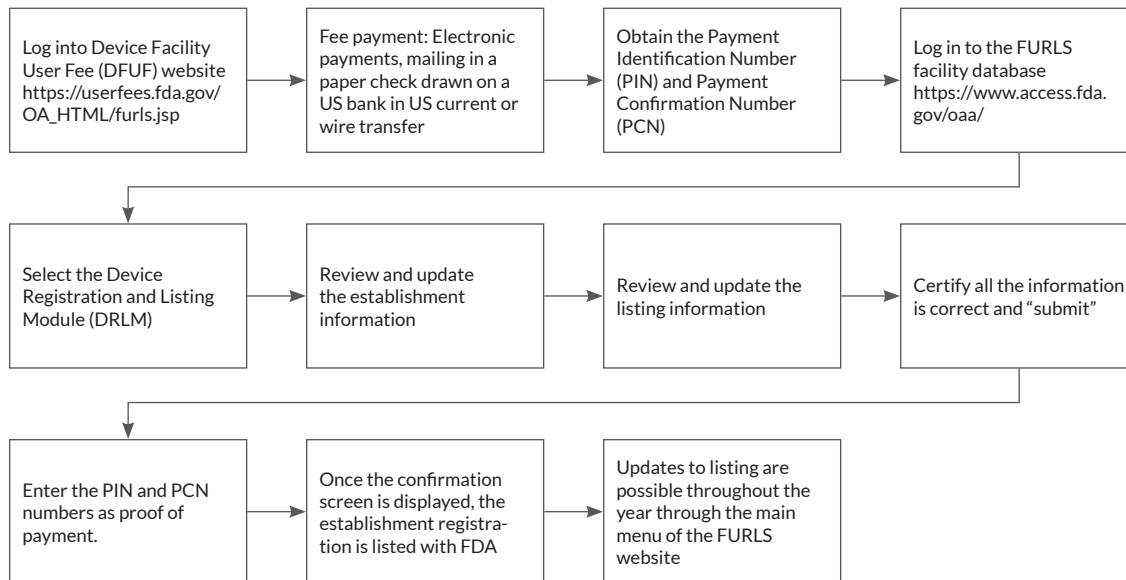 Log into Device Facility
User Fee (DFUF) website
https://userfees.fda.gov/
OA_HTML/furls.jsp
Fee payment: Electronic
payments, mailing in a
paper check drawn on a
US bank in US current or
wire transfer
Obtain the Payment
Identification Number
(PIN) and Payment
Confirmation Number
(PCN)
Log in to the FURLS
facility database
https://www.access.fda.
gov/oaa/
Select the Device
Registration and Listing
Module (DRLM)
Review and update
the establishment
information
Review and update the
listing information
Certify all the information
is correct and “submit”
Enter the PIN and PCN
numbers as proof of
payment.
Once the confirmation
screen is displayed, the
establishment registra-
tion is listed with FDA
Updates to listing are
possible throughout the
year through the main
menu of the FURLS
website